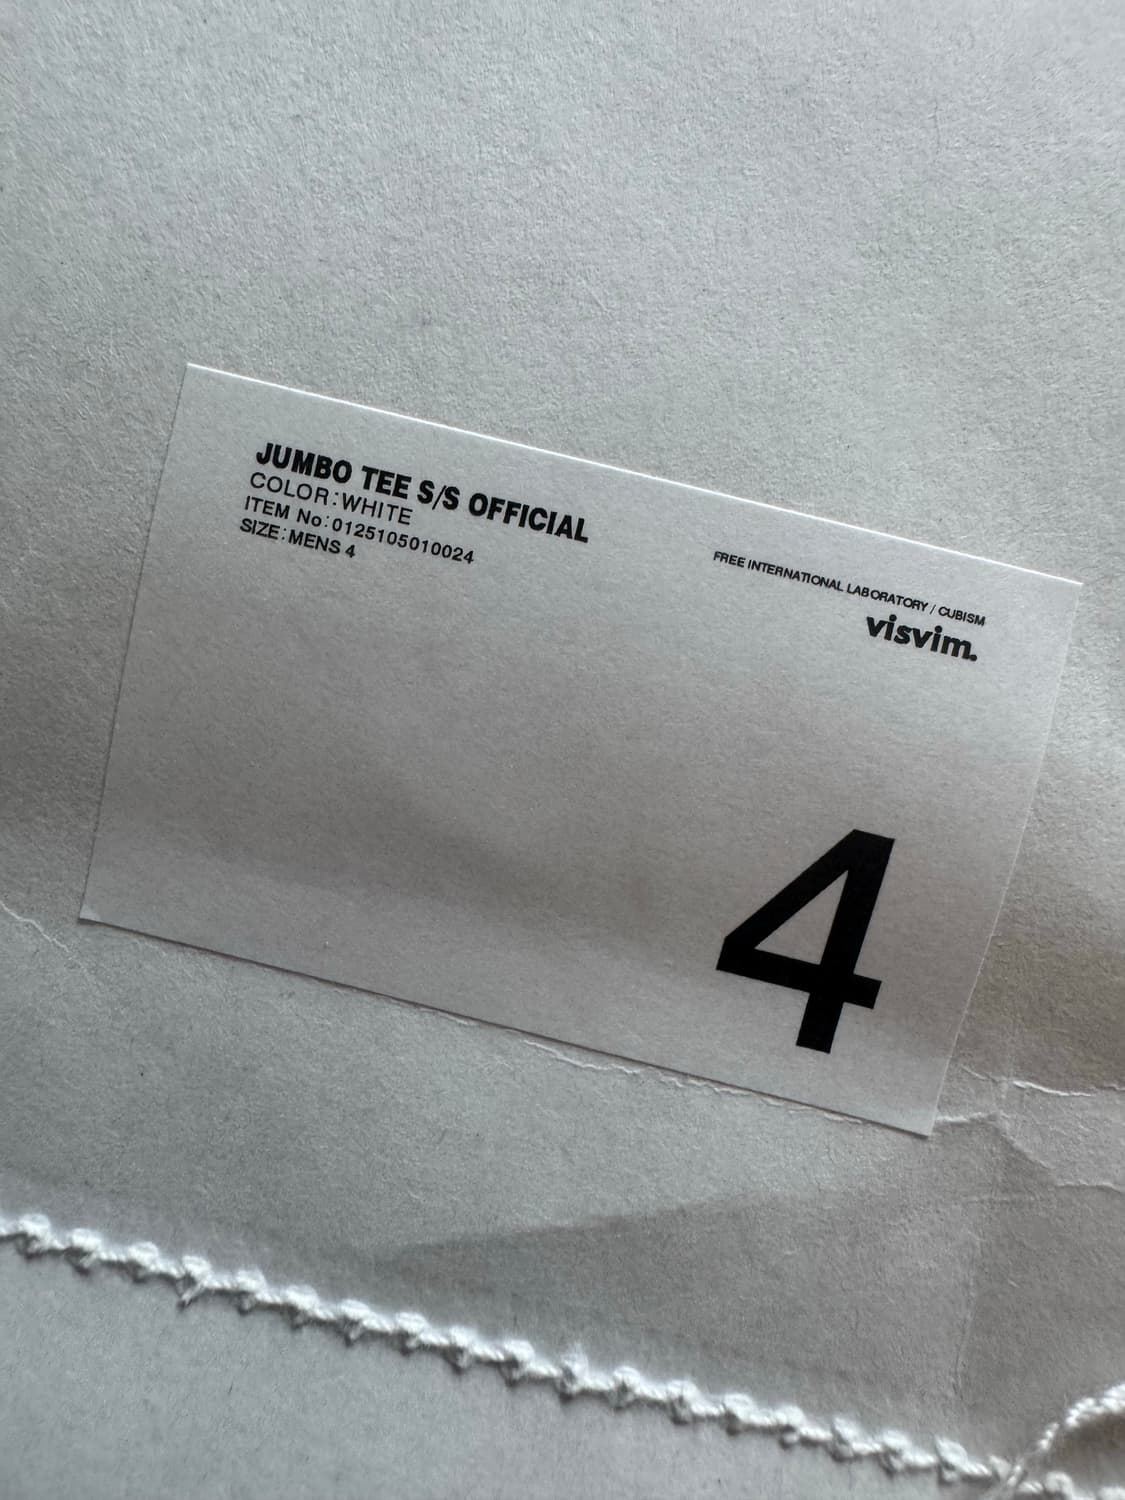 JUMBO TEE S/S OFFICIAL
COLOR:WHITE
ITEM No:0125105010024
SIZE:MENS 4
FREE INTERNATIONAL LABORATORY / CUBISM
visvim.
4